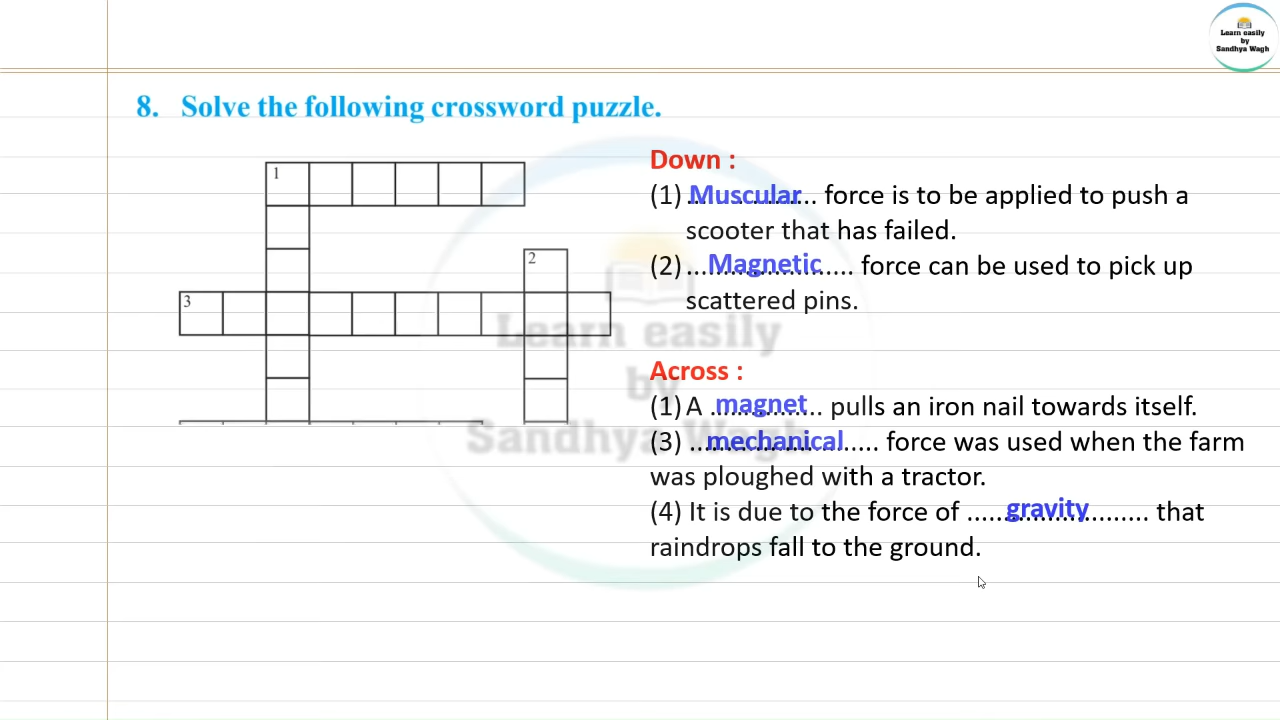 Learn easily
by
Sandhya Wagh
8. Solve the following crossword puzzle.
1
2
3
Down :
(1) Muscular force is to be applied to push a
scooter that has failed.
(2) Magnetic force can be used to pick up
scattered pins.
Across :
(1) A magnet pulls an iron nail towards itself.
(3) mechanical force was used when the farm
was ploughed with a tractor.
(4) It is due to the force of gravity that
raindrops fall to the ground.
Learn easily
by
Sandhya Wagh